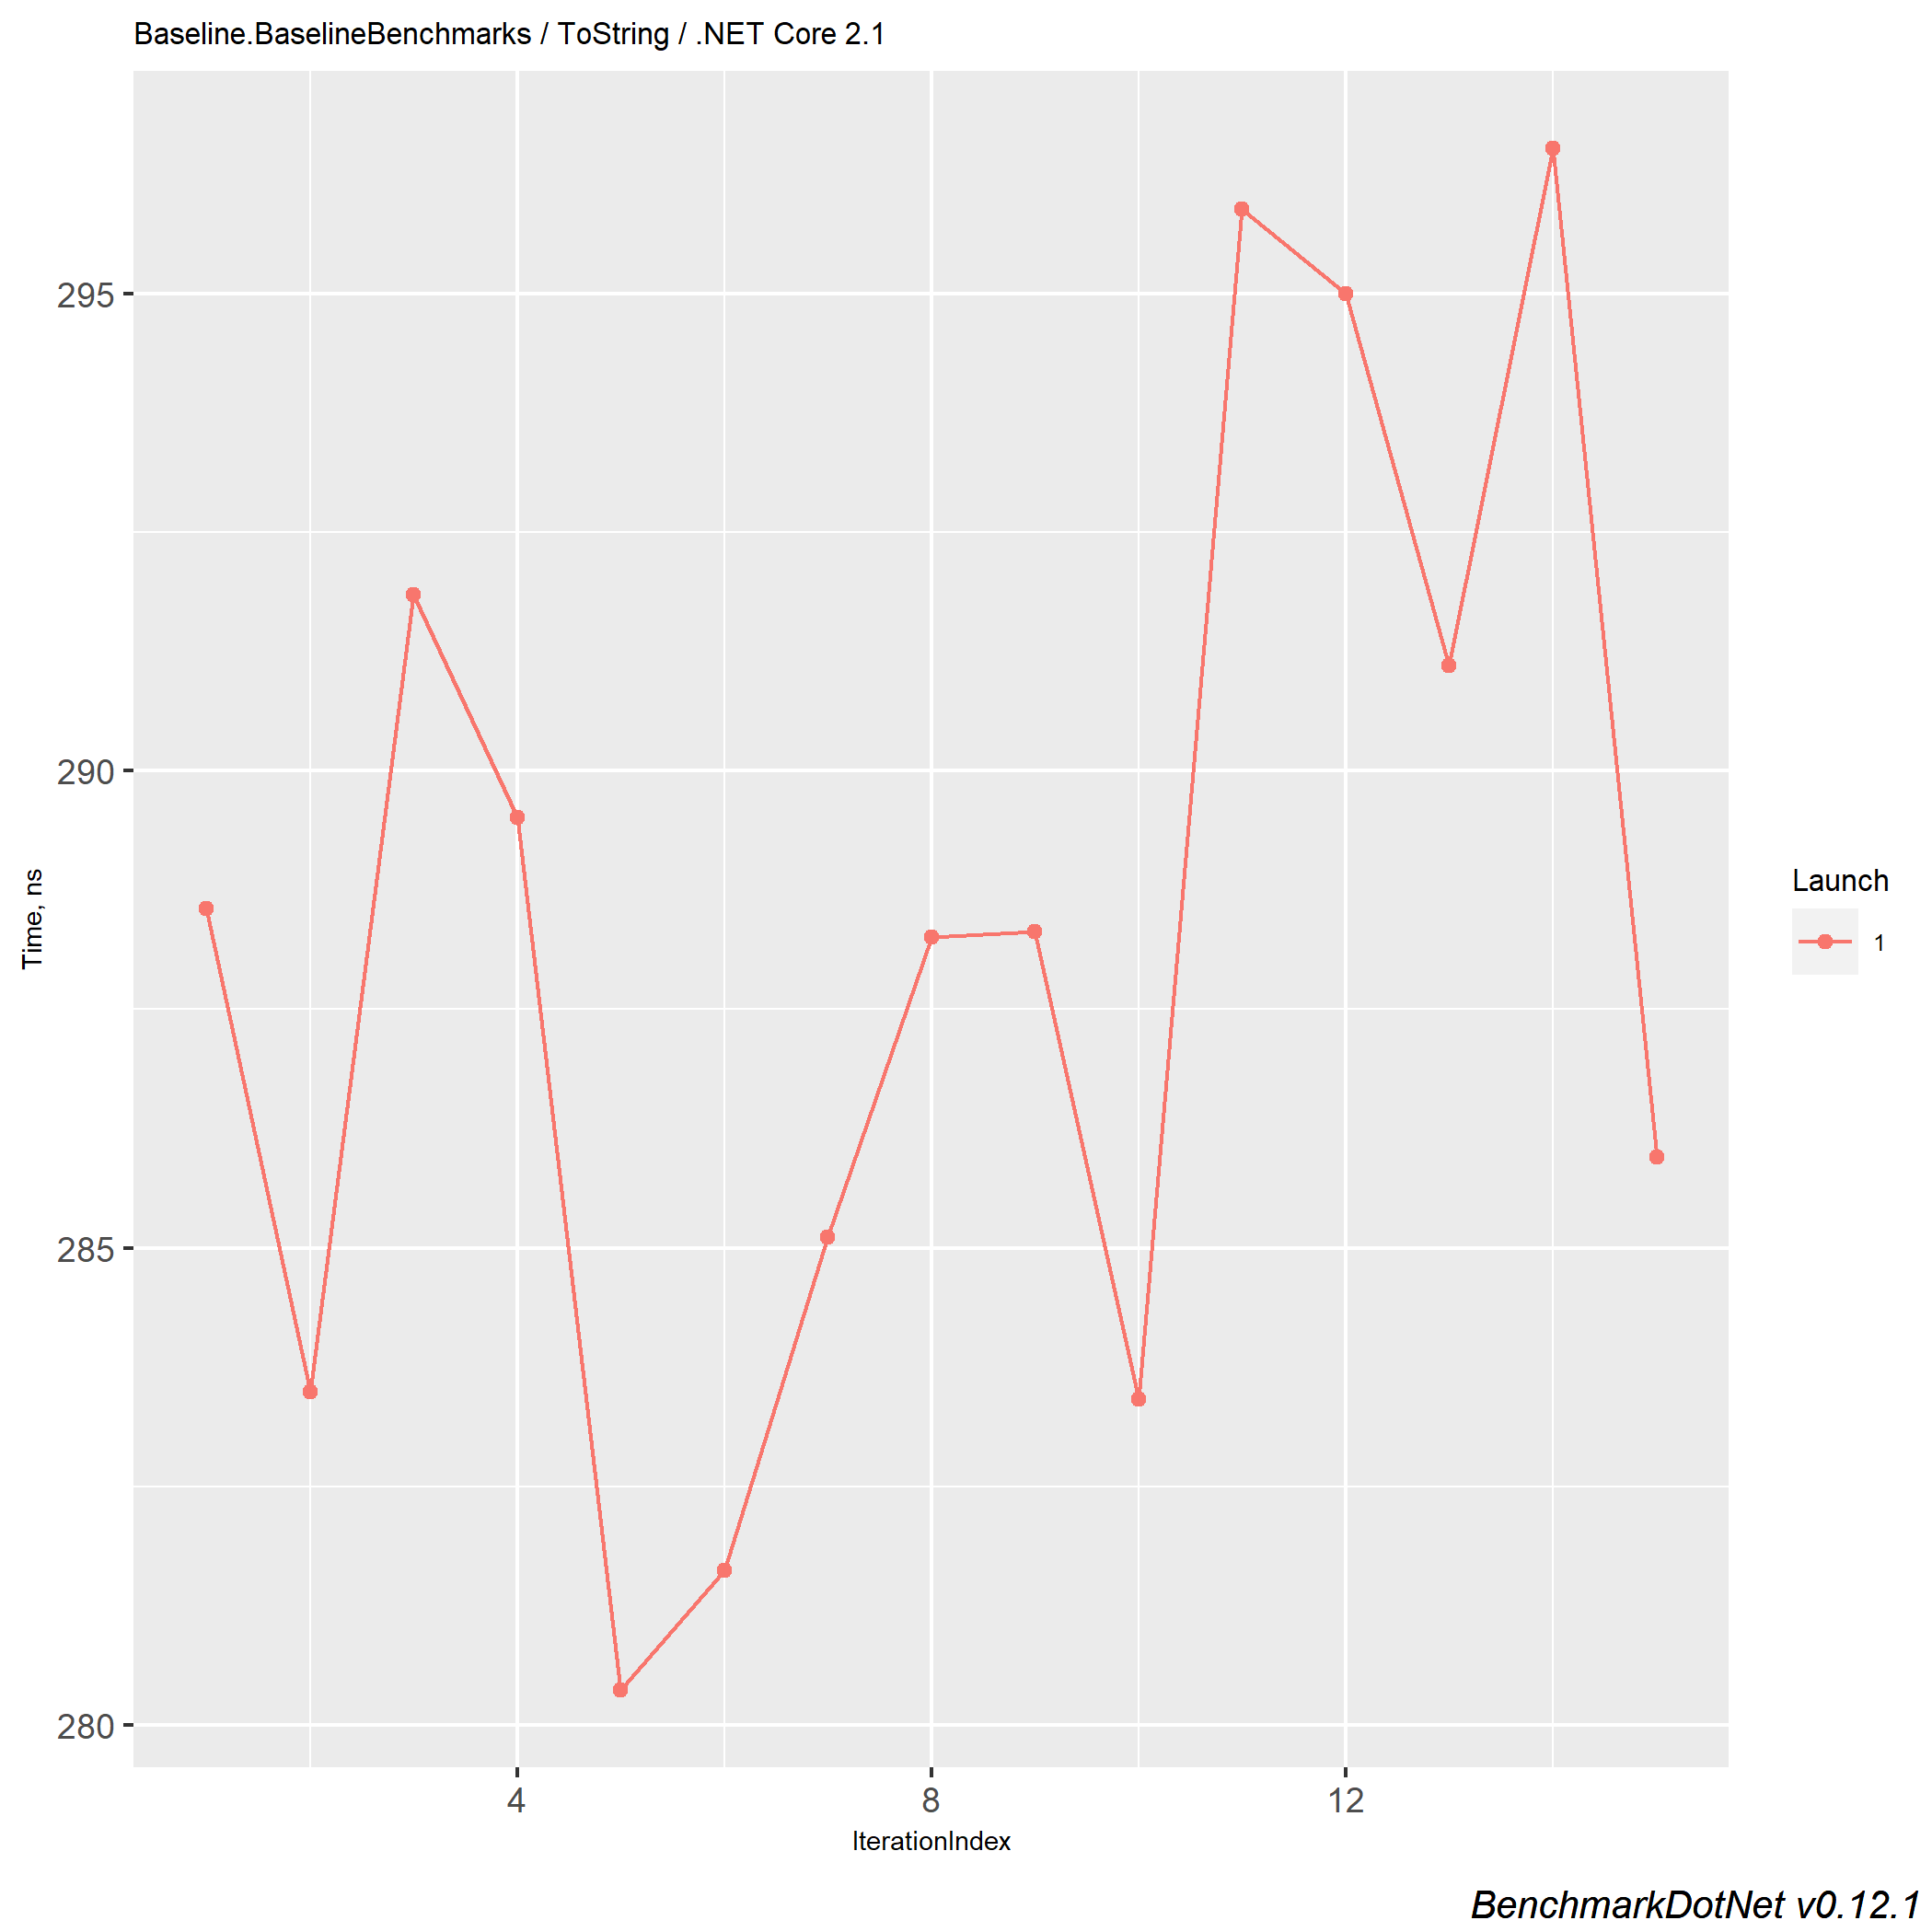 Baseline.BaselineBenchmarks / ToString / .NET Core 2.1
295
290
285
280
Time, ns
4 8 12
IterationIndex
Launch
1
BenchmarkDotNet v0.12.1